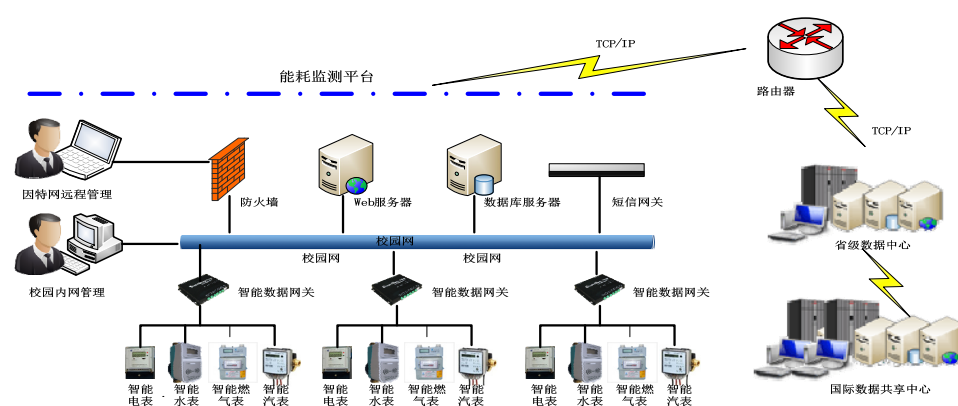 TCP/IP
能耗监测平台
路由器
TCP/IP
因特网远程管理
防火墙
Web服务器
数据库服务器
短信网关
校园网
校园网
校园网
省级数据中心
校园内网管理
智能数据网关
智能数据网关
智能数据网关
智能
电表
智能
水表
智能燃
气表
智能
汽表
智能
电表
智能
水表
智能燃
气表
智能
汽表
智能
电表
智能
水表
智能燃
气表
智能
汽表
国际数据共享中心